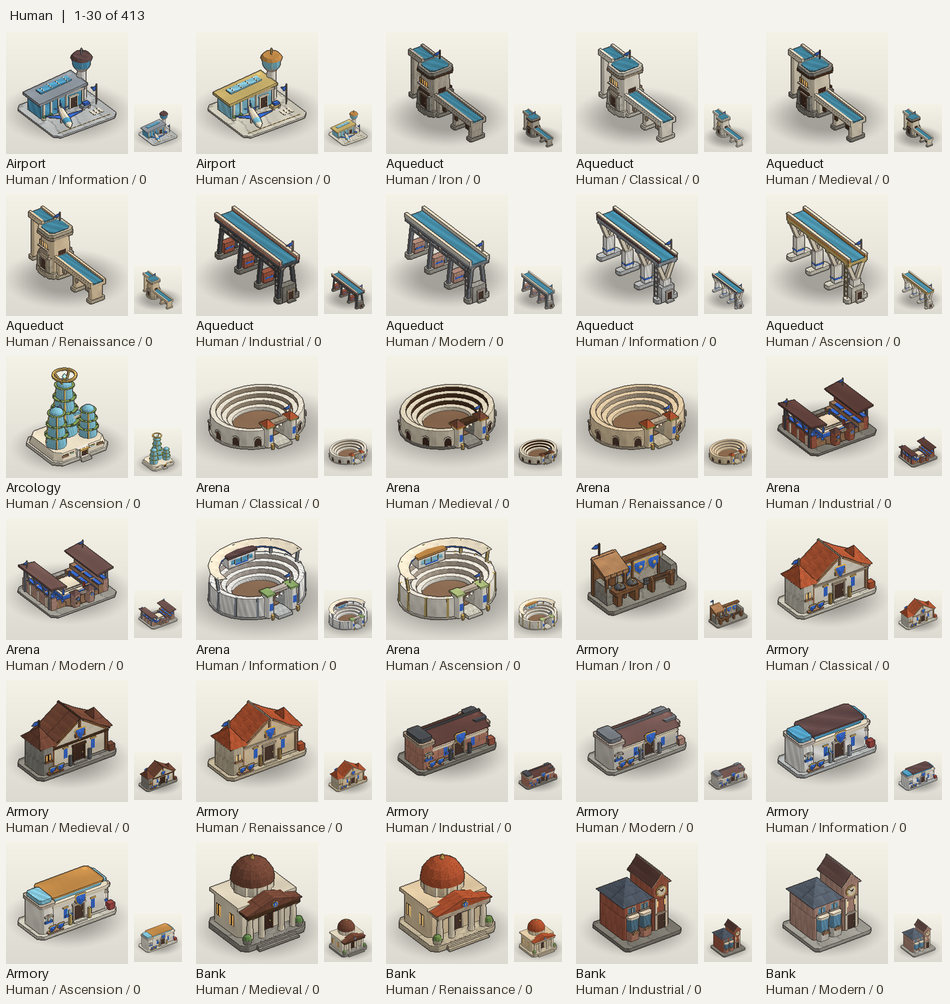 Human | 1-30 of 413
Airport
Human / Information / 0
Airport
Human / Ascension / 0
Aqueduct
Human / Iron / 0
Aqueduct
Human / Classical / 0
Aqueduct
Human / Medieval / 0
Aqueduct
Human / Renaissance / 0
Aqueduct
Human / Industrial / 0
Aqueduct
Human / Modern / 0
Aqueduct
Human / Information / 0
Aqueduct
Human / Ascension / 0
Arcology
Human / Ascension / 0
Arena
Human / Classical / 0
Arena
Human / Medieval / 0
Arena
Human / Renaissance / 0
Arena
Human / Industrial / 0
Arena
Human / Modern / 0
Arena
Human / Information / 0
Arena
Human / Ascension / 0
Armory
Human / Iron / 0
Armory
Human / Classical / 0
Armory
Human / Medieval / 0
Armory
Human / Renaissance / 0
Armory
Human / Industrial / 0
Armory
Human / Modern / 0
Armory
Human / Information / 0
Armory
Human / Ascension / 0
Bank
Human / Medieval / 0
Bank
Human / Renaissance / 0
Bank
Human / Industrial / 0
Bank
Human / Modern / 0